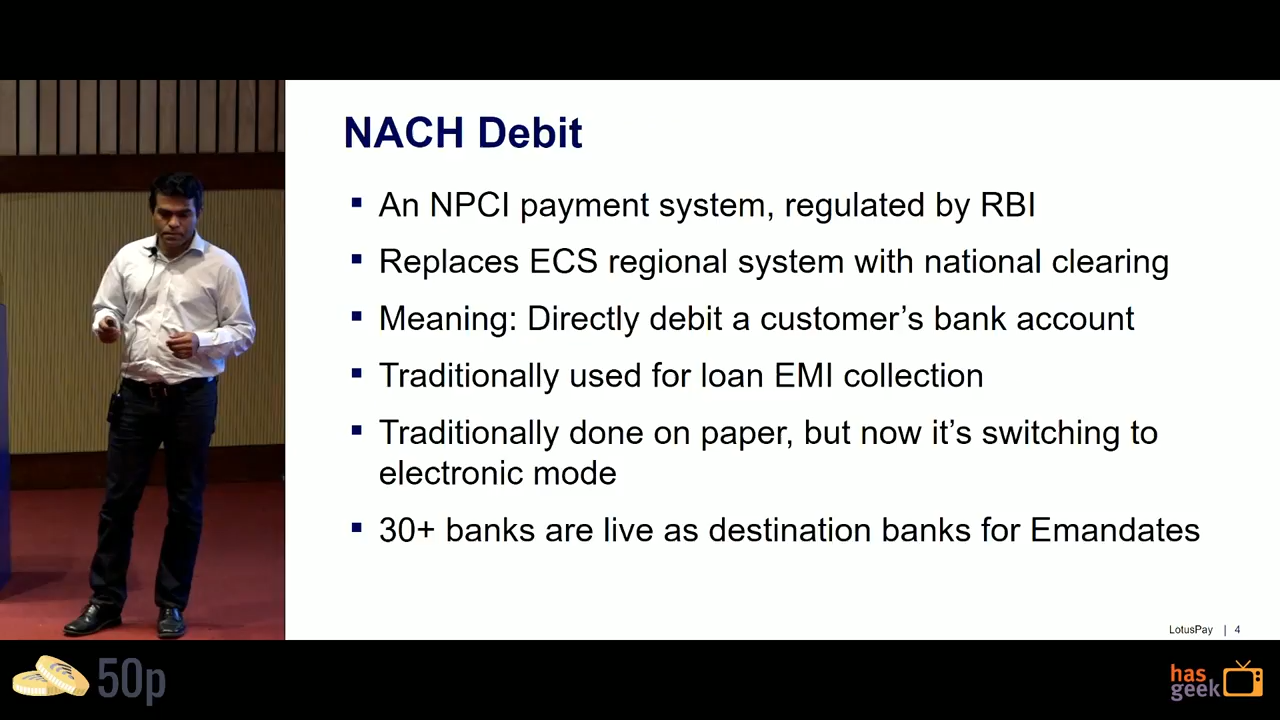 NACH Debit
▪ An NPCI payment system, regulated by RBI
▪ Replaces ECS regional system with national clearing
▪ Meaning: Directly debit a customer’s bank account
▪ Traditionally used for loan EMI collection
▪ Traditionally done on paper, but now it’s switching to
electronic mode
▪ 30+ banks are live as destination banks for Emandates
LotusPay | 4
50p
has
geek